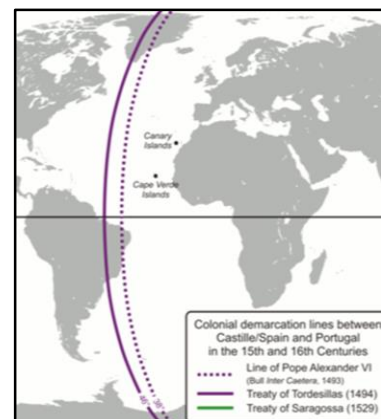 Canary
Islands
Cape Verde
Islands
Colonial demarcation lines between
Castille/Spain and Portugal
in the 15th and 16th Centuries
Line of Pope Alexander VI
(Bull Inter Caetera, 1493)
Treaty of Tordesillas (1494)
Treaty of Saragossa (1529)